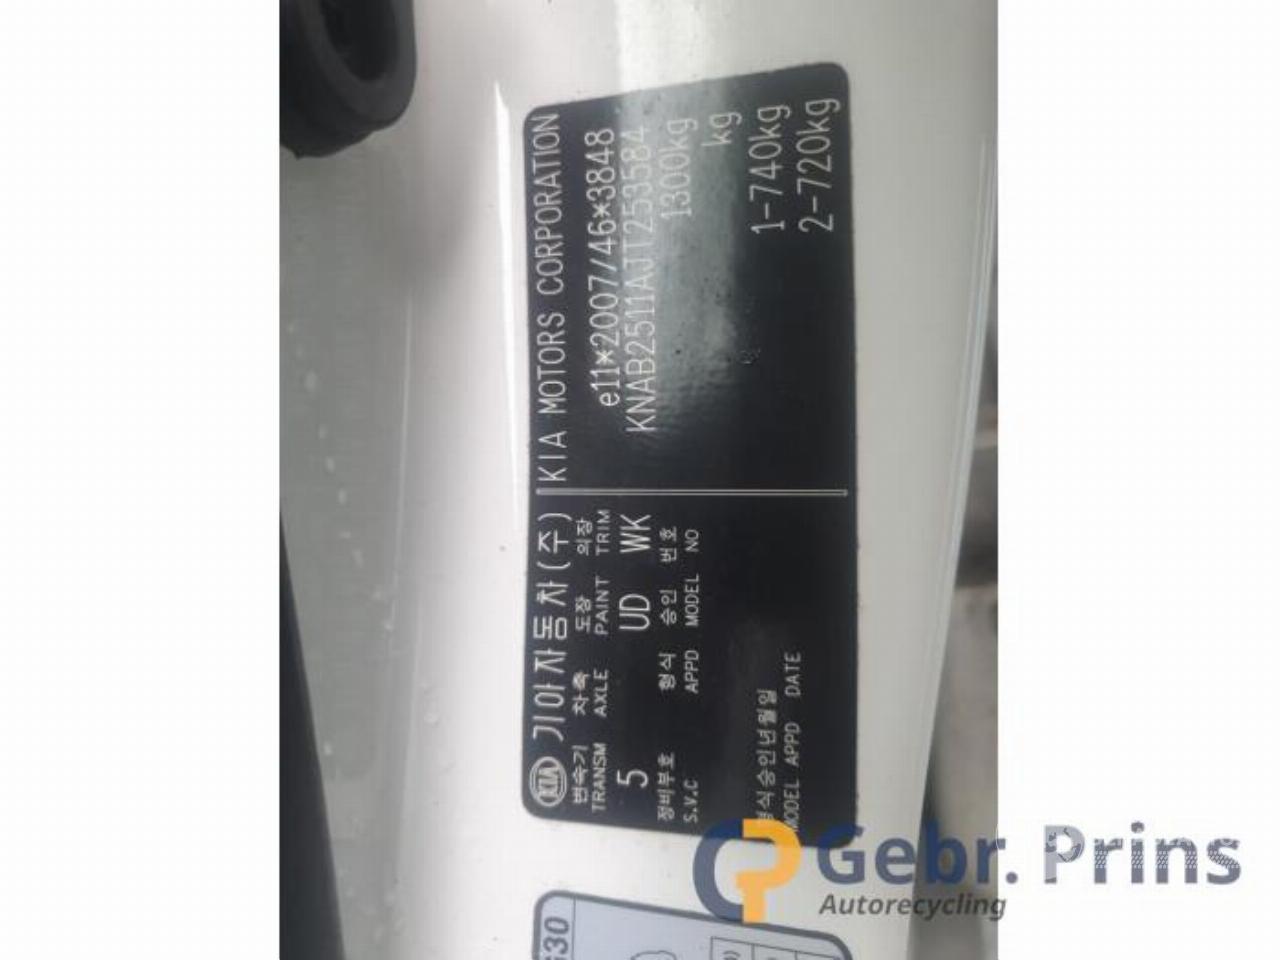 KIA 기아자동차(주)
변속기 차축 도장 의장
TRANSM AXLE PAINT TRIM
5 UD WK
정비부호 형식 승인 번호
S.V.C APPD MODEL NO
형식승인년월일
MODEL APPD DATE
KIA MOTORS CORPORATION
e11*2007/46*3848
KNAB2511AJT253584
1300kg
kg
1-740kg
2-720kg
Gebr. Prins
Autorecycling